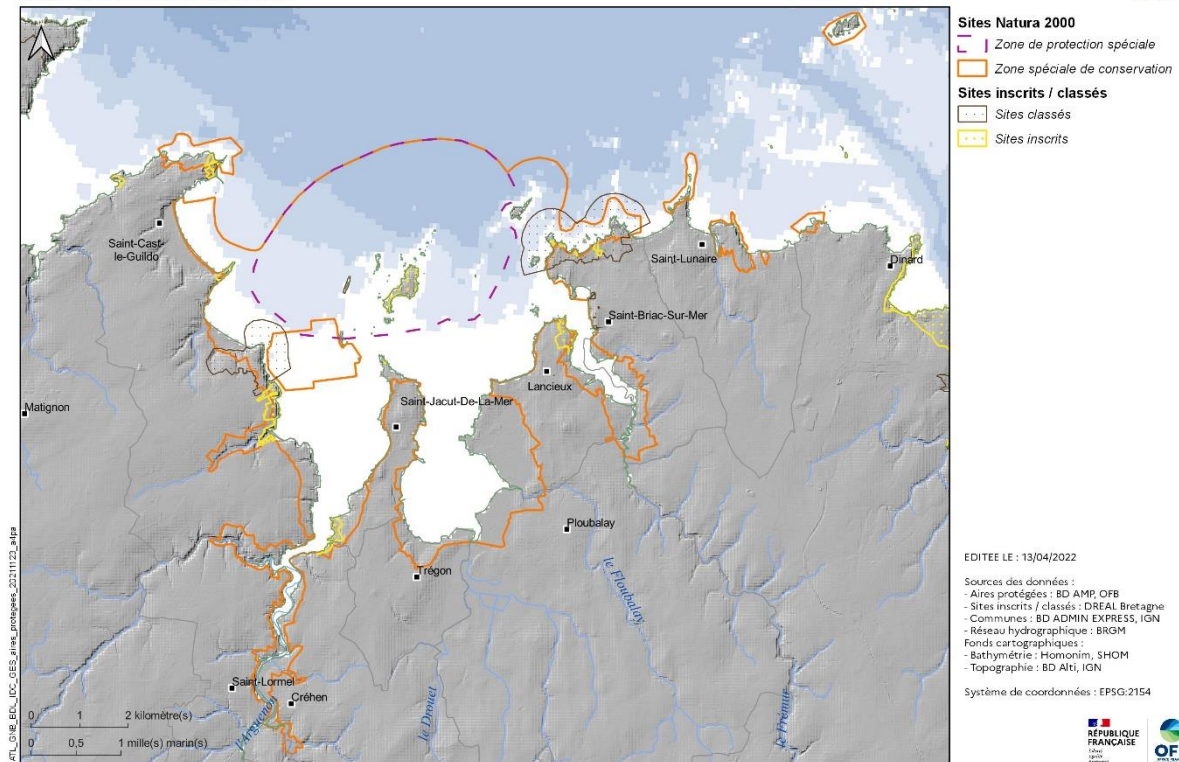 Saint-Cast-
le-Guildo
Saint-Lunaire
Dinard
Saint-Briac-Sur-Mer
Lancieux
Matignon
Saint-Jacut-De-La-Mer
Ploubalay
Trégon
le Floubalay
Saint-Lormel
Créhen
l'Arguenon
le Drouet
le Frémur
0 1 2 kilomètre(s)
0 0,5 1 mille(s) marin(s)
Sites Natura 2000
Zone de protection spéciale
Zone spéciale de conservation
Sites inscrits / classés
Sites classés
Sites inscrits
EDITEE LE : 13/04/2022
Sources des données :
- Aires protégées : BD AMP, OFB
- Sites inscrits / classés : DREAL Bretagne
- Communes : BD ADMIN EXPRESS, IGN
- Réseau hydrographique : BRGM
Fonds cartographiques :
- Bathymétrie : Homonim, SHOM
- Topographie : BD Alti, IGN
Système de coordonnées : EPSG:2154
RÉPUBLIQUE
FRANÇAISE
Liberté
Égalité
Fraternité